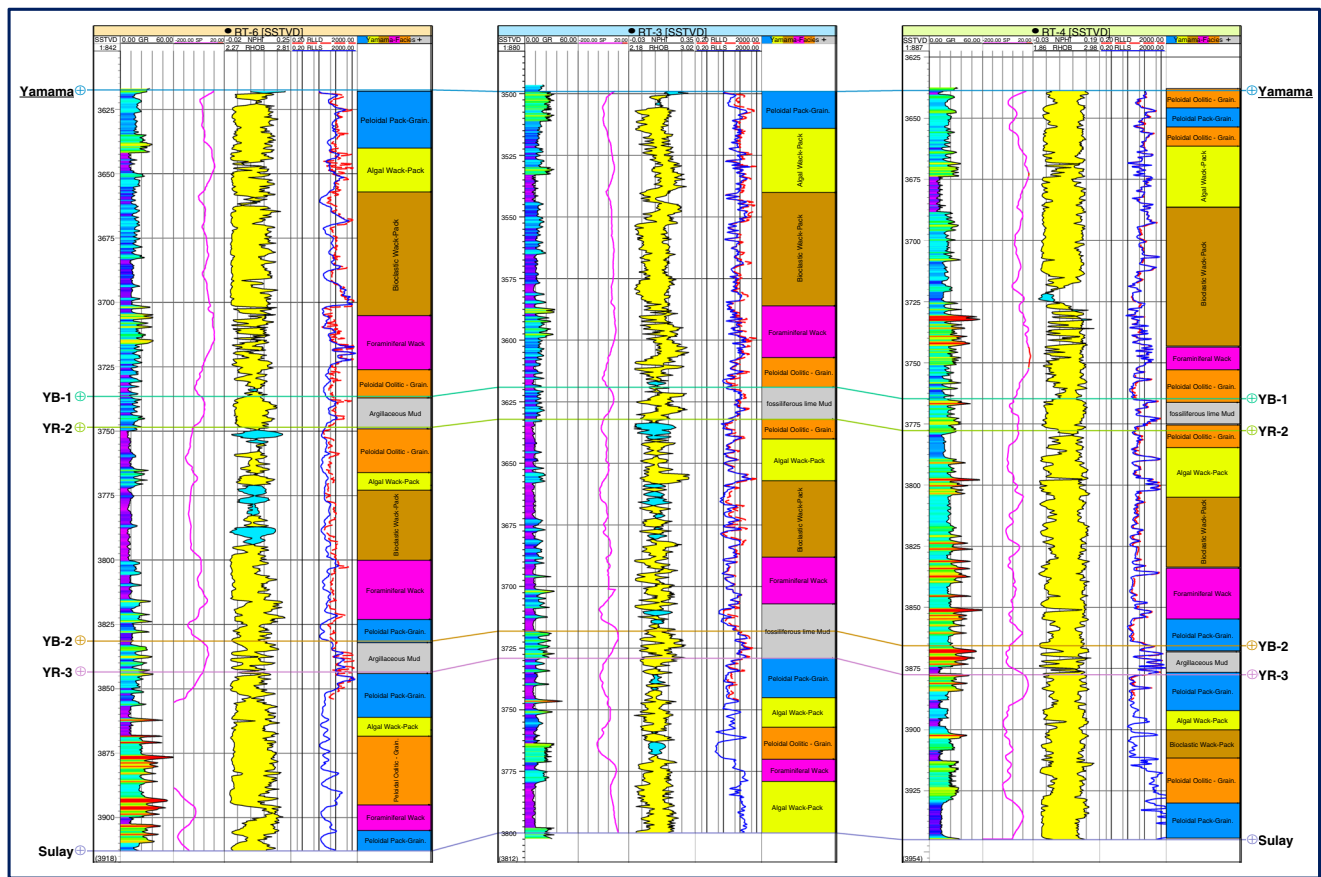 RT-6 [SSTVD]
SSTVD 0.00 GR 60.00 -200.00 SP 20.00 -0.02 NPHI 0.25 0.20 RLLD 2000.00 Yamama-Facies +
1:842 2.27 RHOB 2.81 0.20 RLLS 2000.00
RT-3 [SSTVD]
SSTVD 0.00 GR 60.00 -200.00 SP 20.00 -0.03 NPHI 0.35 0.20 RLLD 2000.00 Yamama-Facies +
1:880 2.18 RHOB 3.02 0.20 RLLS 2000.00
RT-4 [SSTVD]
SSTVD 0.00 GR 60.00 -200.00 SP 20.00 -0.03 NPHI 0.19 0.20 RLLD 2000.00 Yamama-Facies +
1:887 1.86 RHOB 2.98 0.20 RLLS 2000.00
Yamama
YB-1
YR-2
YB-2
YR-3
Sulay
3625
3650
3675
3700
3725
3750
3775
3800
3825
3850
3875
3900
(3918)
Peloidal Pack-Grain.
Algal Wack-Pack
Bioclastic Wack-Pack
Foraminiferal Wack
Peloidal Oolitic - Grain.
Argillaceous Mud
Peloidal Oolitic - Grain.
Algal Wack-Pack
Bioclastic Wack-Pack
Foraminiferal Wack
Peloidal Pack-Grain.
Argillaceous Mud
Peloidal Pack-Grain.
Algal Wack-Pack
Peloidal Oolitic - Grain.
Foraminiferal Wack
Peloidal Pack-Grain.
3500
3525
3550
3575
3600
3625
3650
3675
3700
3725
3750
3775
3800
(3812)
Peloidal Pack-Grain.
Algal Wack-Pack
Bioclastic Wack-Pack
Foraminiferal Wack
Peloidal Oolitic - Grain.
fossiliferous lime Mud
Peloidal Oolitic - Grain.
Algal Wack-Pack
Bioclastic Wack-Pack
Foraminiferal Wack
fossiliferous lime Mud
Peloidal Pack-Grain.
Algal Wack-Pack
Peloidal Oolitic - Grain.
Foraminiferal Wack
Algal Wack-Pack
3625
3650
3675
3700
3725
3750
3775
3800
3825
3850
3875
3900
3925
(3954)
Peloidal Oolitic - Grain.
Peloidal Pack-Grain.
Peloidal Oolitic - Grain.
Algal Wack-Pack
Bioclastic Wack-Pack
Foraminiferal Wack
Peloidal Oolitic - Grain.
fossiliferous lime Mud
Peloidal Oolitic - Grain.
Algal Wack-Pack
Bioclastic Wack-Pack
Foraminiferal Wack
Peloidal Pack-Grain.
Argillaceous Mud
Peloidal Pack-Grain.
Algal Wack-Pack
Bioclastic Wack-Pack
Peloidal Oolitic - Grain.
Peloidal Pack-Grain.
Yamama
YB-1
YR-2
YB-2
YR-3
Sulay